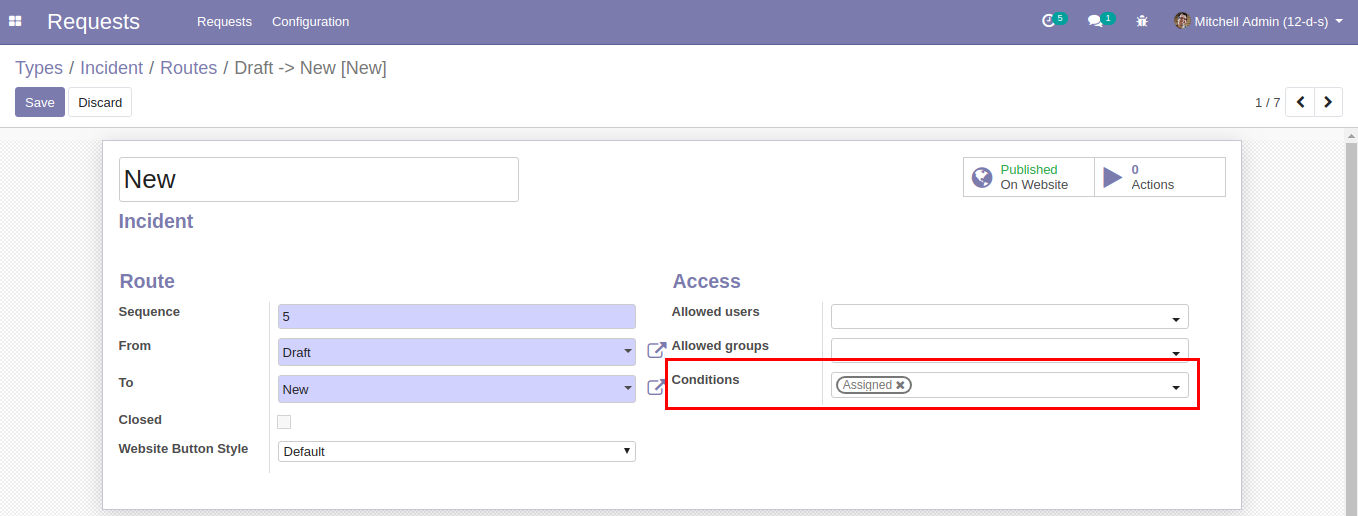 Requests Requests Configuration 5 1 Mitchell Admin (12-d-s)
Types / Incident / Routes / Draft -> New [New]
Save Discard 1 / 7
New
Published
On Website
0
Actions
Incident
Route
Sequence 5
From Draft
To New
Closed
Website Button Style Default
Access
Allowed users
Allowed groups
Conditions Assigned ✖